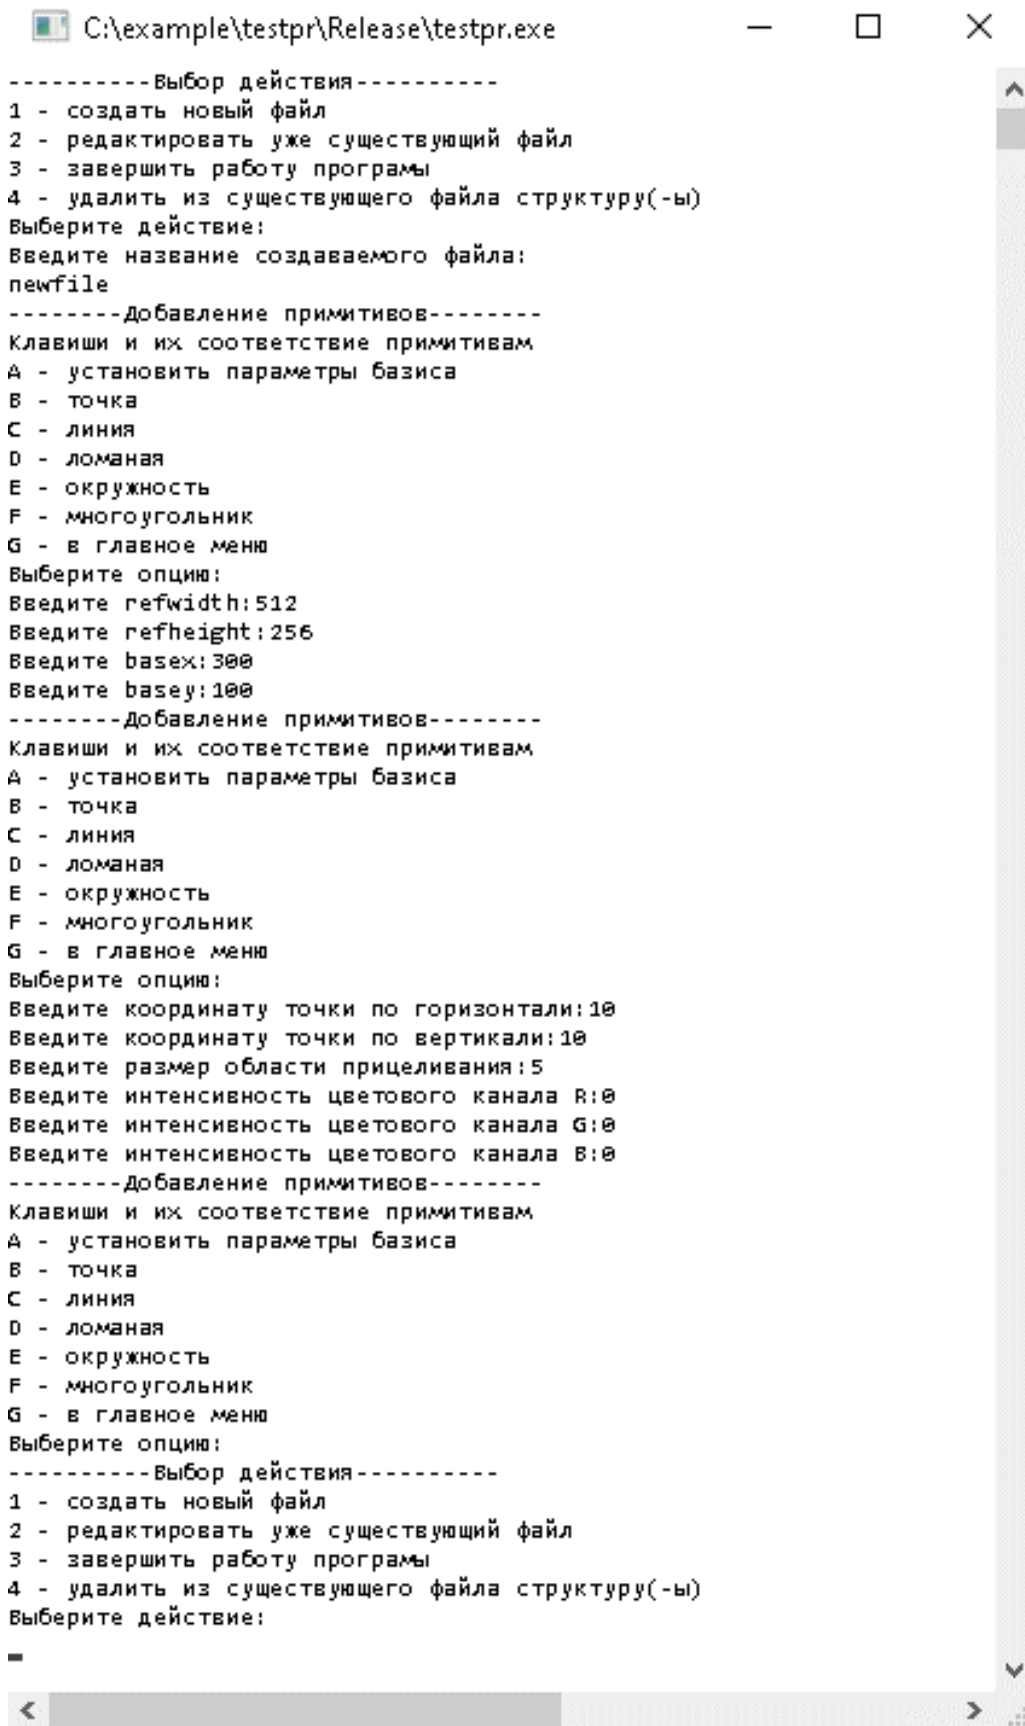 C:\example\testpr\Release\testpr.exe
----------Выбор действия----------
1 - создать новый файл
2 - редактировать уже существующий файл
3 - завершить работу програмы
4 - удалить из существующего файла структуру(-ы)
Выберите действие:
Введите название создаваемого файла:
newfile
--------Добавление примитивов--------
Клавиши и их соответствие примитивам
A - установить параметры базиса
B - точка
C - линия
D - ломаная
E - окружность
F - многоугольник
G - в главное меню
Выберите опцию:
Введите refwidth:512
Введите refheight:256
Введите basex:300
Введите basey:100
--------Добавление примитивов--------
Клавиши и их соответствие примитивам
A - установить параметры базиса
B - точка
C - линия
D - ломаная
E - окружность
F - многоугольник
G - в главное меню
Выберите опцию:
Введите координату точки по горизонтали:10
Введите координату точки по вертикали:10
Введите размер области прицеливания:5
Введите интенсивность цветового канала R:0
Введите интенсивность цветового канала G:0
Введите интенсивность цветового канала B:0
--------Добавление примитивов--------
Клавиши и их соответствие примитивам
A - установить параметры базиса
B - точка
C - линия
D - ломаная
E - окружность
F - многоугольник
G - в главное меню
Выберите опцию:
----------Выбор действия----------
1 - создать новый файл
2 - редактировать уже существующий файл
3 - завершить работу програмы
4 - удалить из существующего файла структуру(-ы)
Выберите действие: